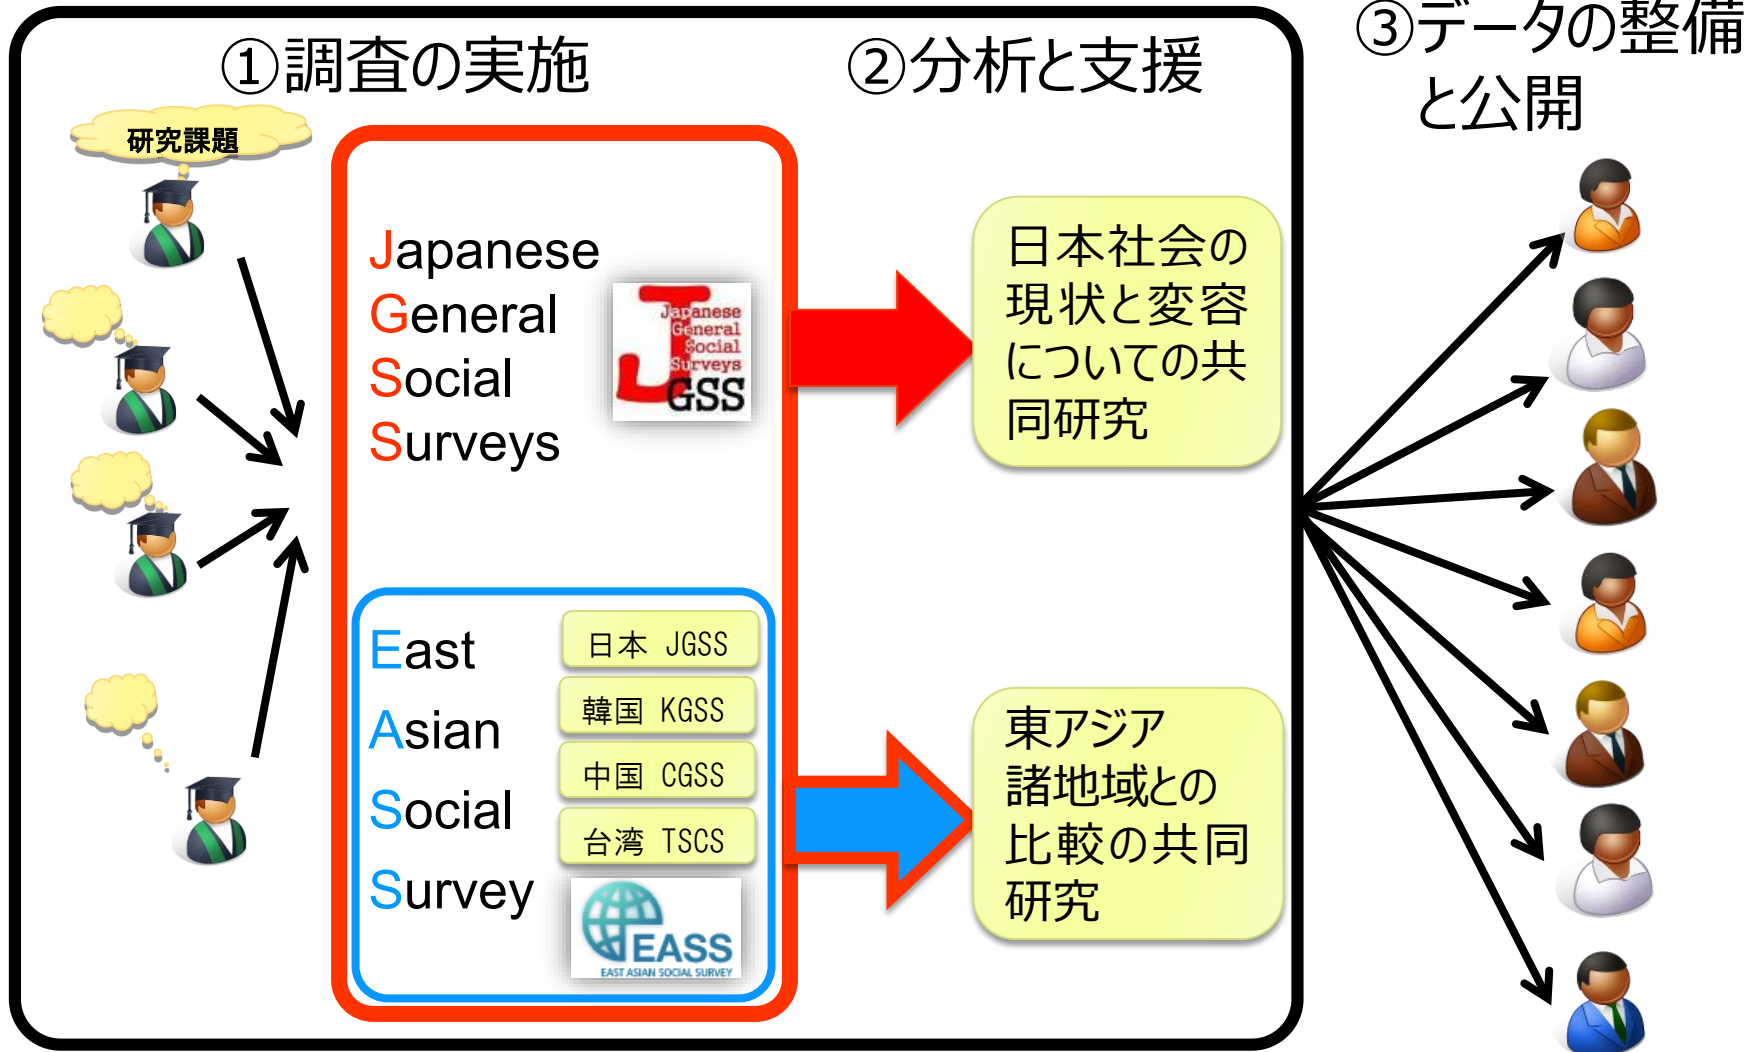 ①調査の実施
②分析と支援
③データの整備
と公開
研究課題
Japanese
General
Social
Surveys
Japanese
General
Social
Surveys
JGSS
日本社会の
現状と変容
についての共
同研究
East
Asian
Social
Survey
日本 JGSS
韓国 KGSS
中国 CGSS
台湾 TSCS
EASS
EAST ASIAN SOCIAL SURVEY
東アジア
諸地域との
比較の共同
研究